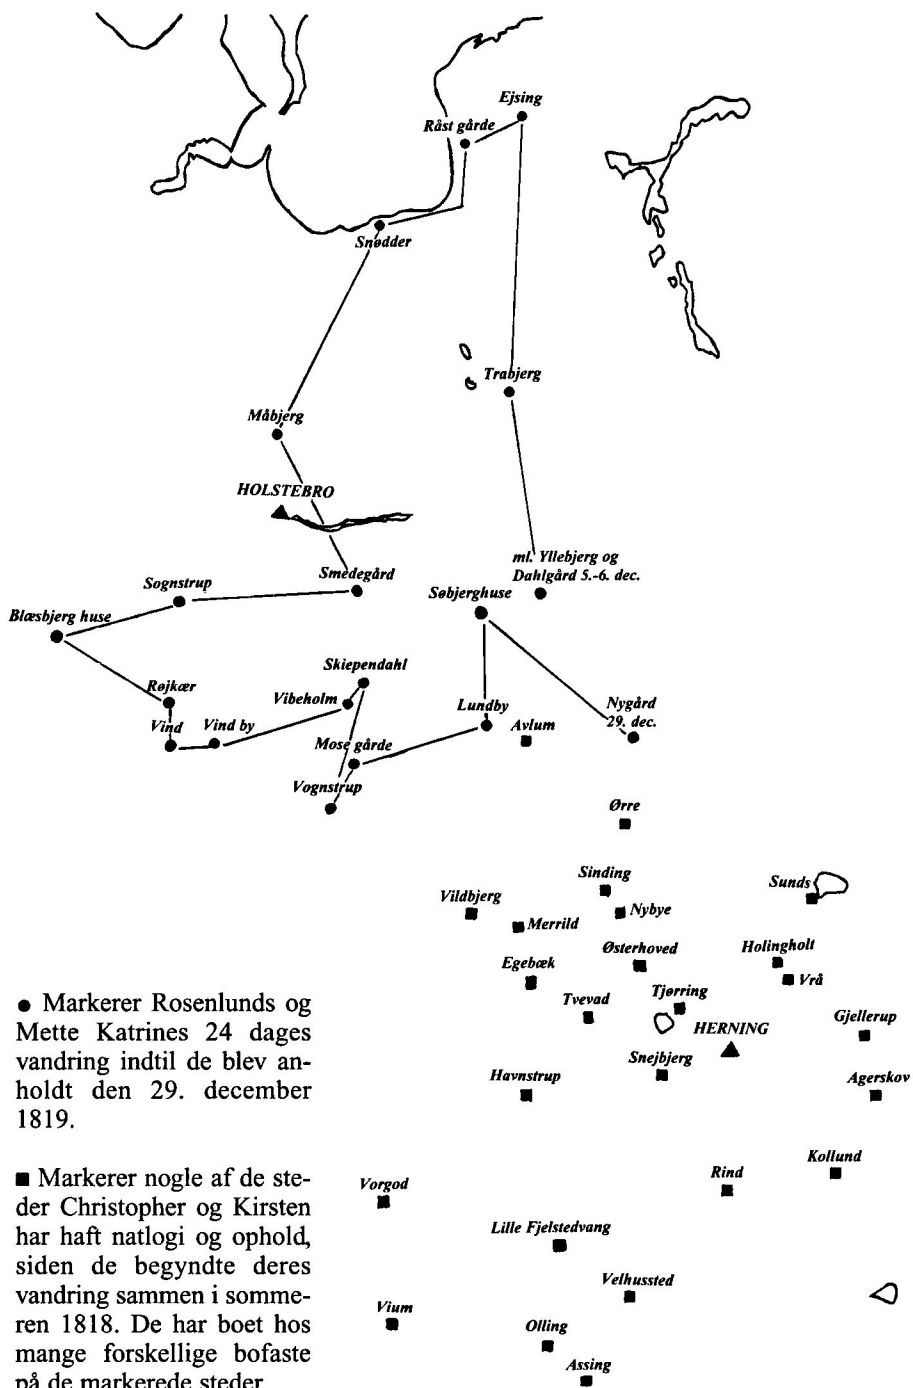 Ejsing
Råst gårde
Snødder
Trabjerg
Måbjerg
HOLSTEBRO
ml. Yllebjerg og
Dahlgård 5.-6. dec.
Smedegård
Sognstrup
Søbjerghuse
Blæsbjerg huse
Skiependahl
Røjkær
Vibeholm
Lundby
Nygård
29. dec.
Vind
Vind by
Avlum
Mose gårde
Vognstrup
Ørre
Sinding
Sunds
Vildbjerg
Nybye
Merrild
Østerhoved
Holingholt
Egebæk
Vrå
Tvevad
Tjørring
Gjellerup
HERNING
Snejbjerg
Havnstrup
Agerskov
Kollund
Rind
Vorgod
Lille Fjelstedvang
Velhussted
Vium
Olling
Assing
● Markerer Rosenlunds og
Mette Katrines 24 dages
vandring indtil de blev an-
holdt den 29. december
1819.
■ Markerer nogle af de ste-
der Christopher og Kirsten
har haft natlogi og ophold,
siden de begyndte deres
vandring sammen i somme-
ren 1818. De har boet hos
mange forskellige bofaste
på de markerede steder